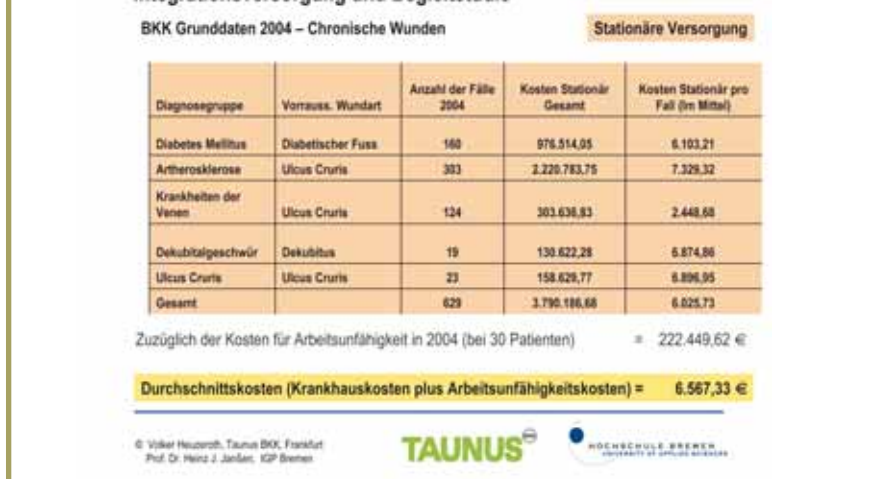 Integrationsversorgung und Begleitstudie
BKK Grunddaten 2004 – Chronische Wunden
Stationäre Versorgung
Diagnosegruppe Vorrauss. Wundart Anzahl der Fälle 2004 Kosten Stationär Gesamt Kosten Stationär pro Fall (Im Mittel)
Diabetes Mellitus Diabetischer Fuss 160 976.514,05 6.103,21
Artherosklerose Ulcus Cruris 303 2.220.783,75 7.329,32
Krankheiten der
Venen Ulcus Cruris 124 303.636,83 2.448,68
Dekubitalgeschwür Dekubitus 19 130.622,28 6.874,86
Ulcus Cruris Ulcus Cruris 23 158.629,77 6.896,95
Gesamt 629 3.790.186,68 6.025,73
Zuzüglich der Kosten für Arbeitsunfähigkeit in 2004 (bei 30 Patienten) = 222.449,62 €
Durchschnittskosten (Krankhauskosten plus Arbeitsunfähigkeitskosten) = 6.567,33 €
© Volker Heuzeroth, Taunus BKK, Frankfurt
Prof. Dr. Heinz J. Janßen, IGP Bremen
TAUNUS BKK
HOCHSCHULE BREMEN
UNIVERSITY OF APPLIED SCIENCES